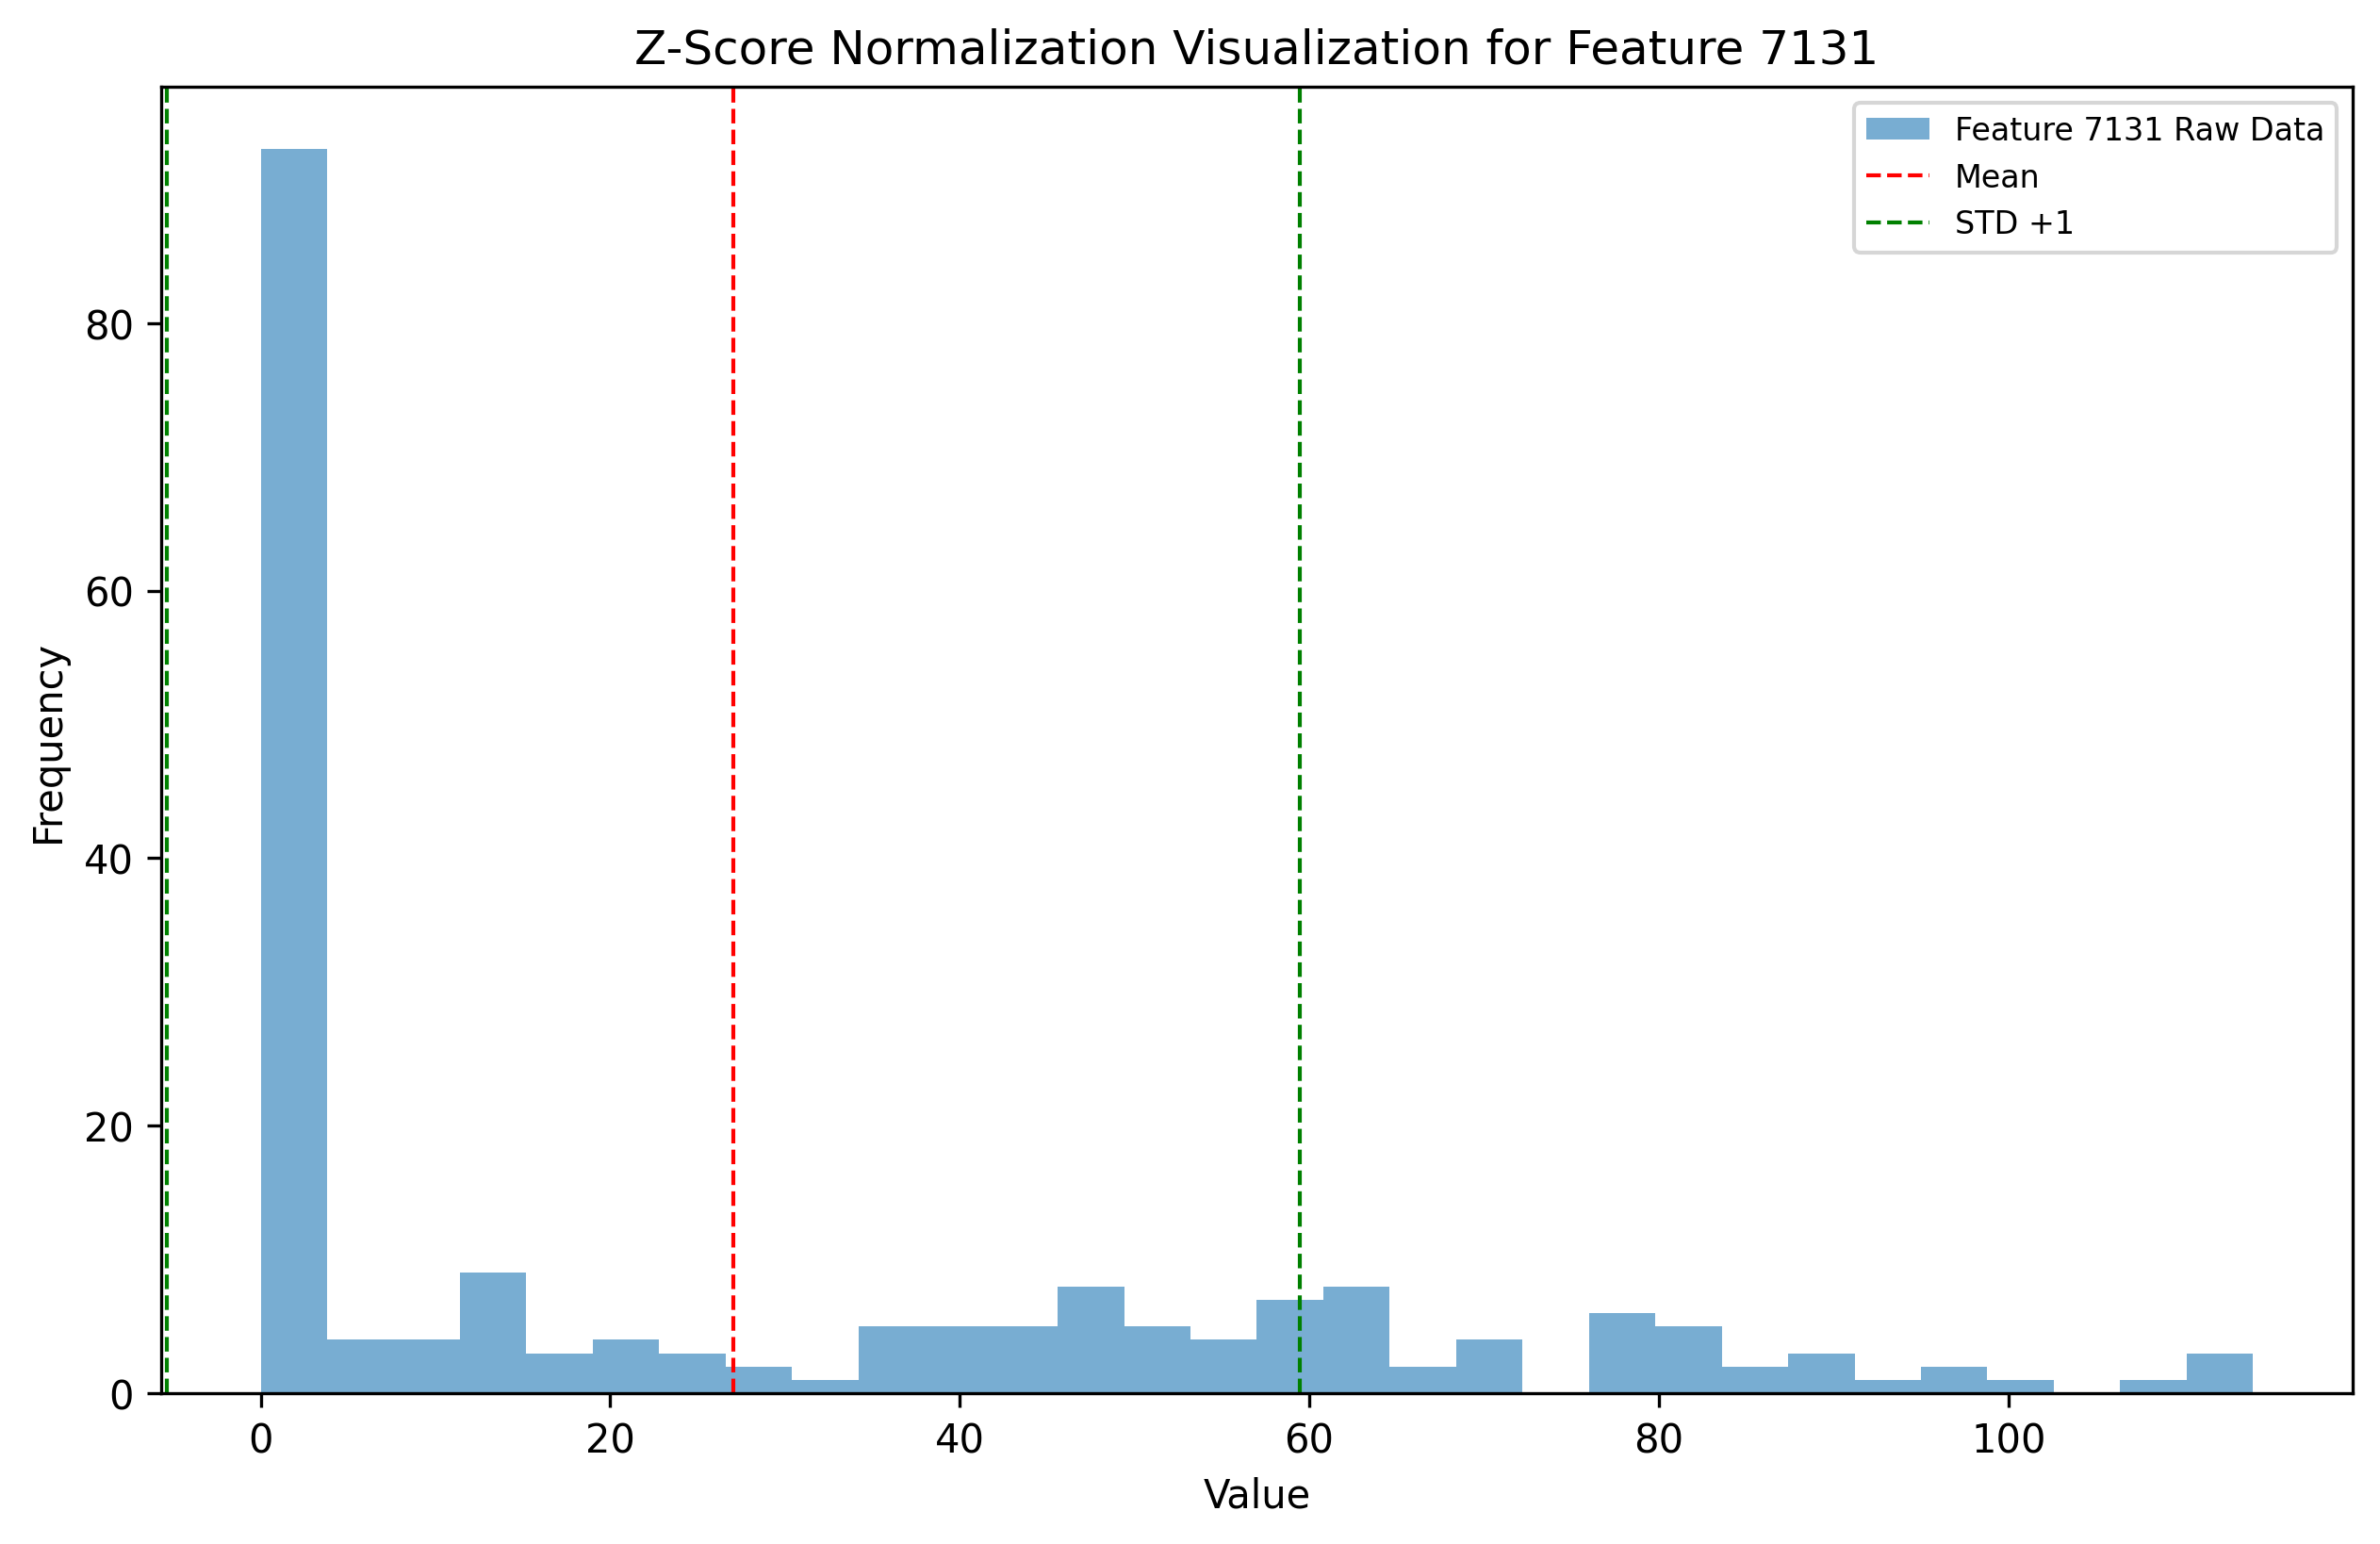 Z-Score Normalization Visualization for Feature 7131
Feature 7131 Raw Data
Mean
STD +1
80
60
40
20
0
Frequency
0 20 40 60 80 100
Value